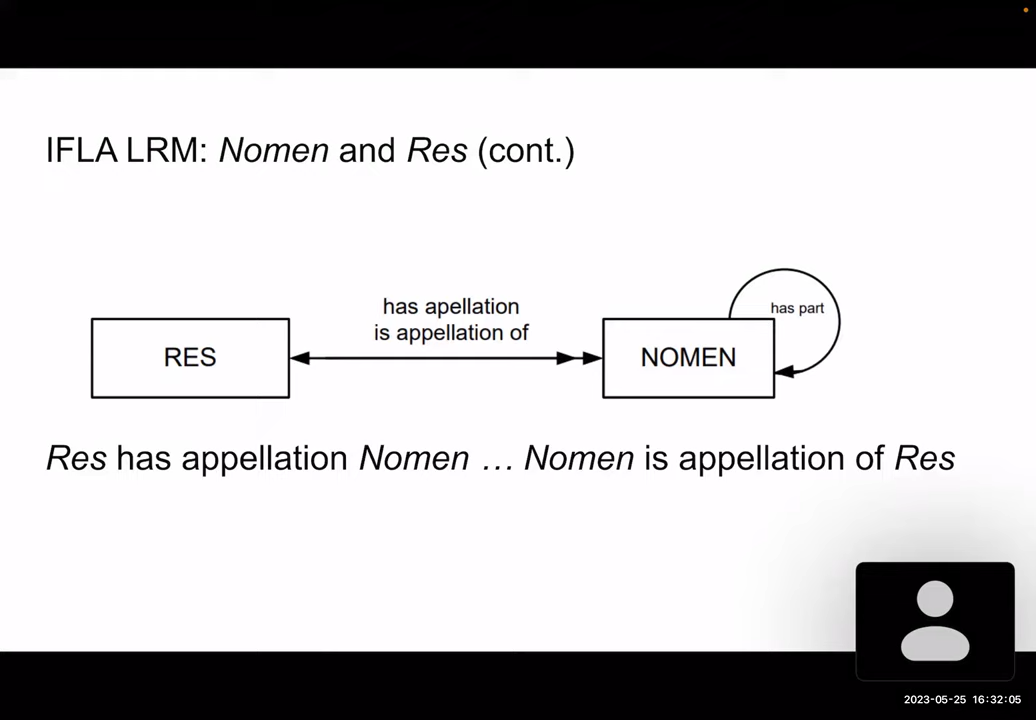 IFLA LRM: Nomen and Res (cont.)
has apellation
is appellation of
has part
RES
NOMEN
Res has appellation Nomen … Nomen is appellation of Res
2023-05-25 16:32:05